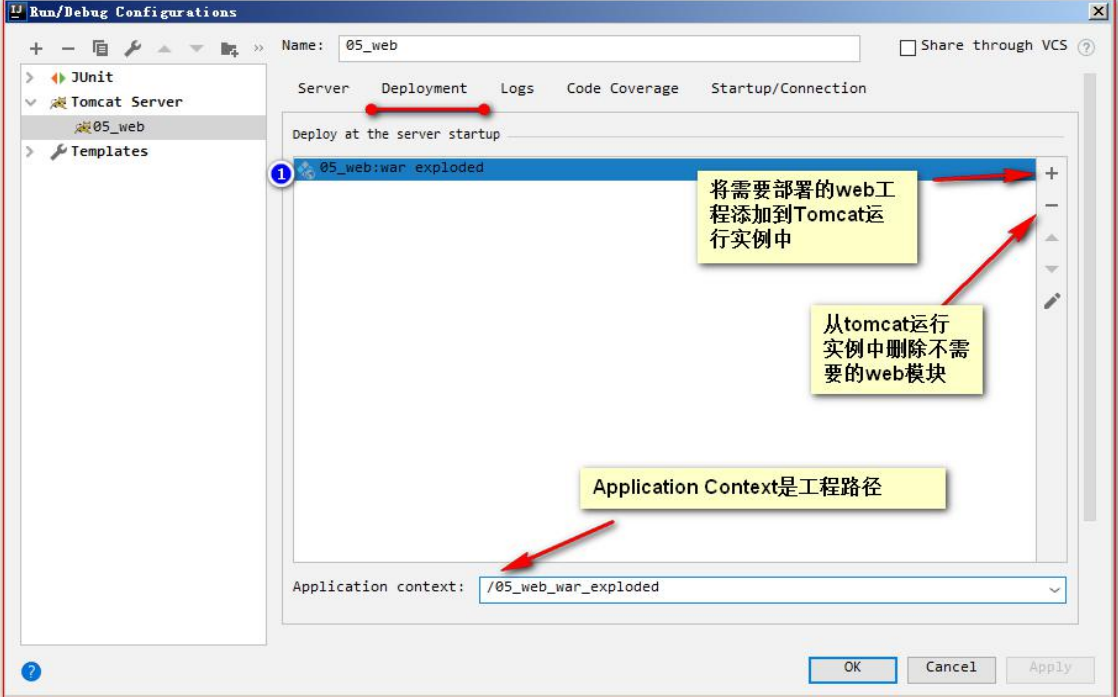 Run/Debug Configurations
Name: 05_web
Share through VCS ?
JUnit
Tomcat Server
05_web
Templates
Server Deployment Logs Code Coverage Startup/Connection
Deploy at the server startup
1 05_web:war exploded
将需要部署的web工
程添加到Tomcat运
行实例中
从tomcat运行
实例中删除不需
要的web模块
Application Context是工程路径
Application context: /05_web_war_exploded
? OK Cancel Apply